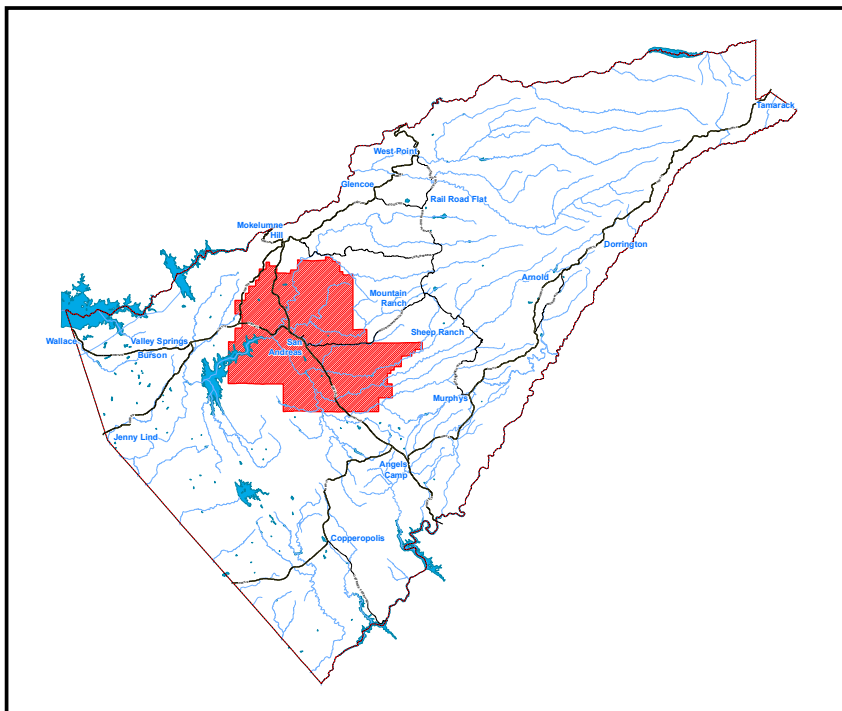 Tamarack
West Point
Glencoe
Rail Road Flat
Mokelumne
Hill
Dorrington
Arnold
Mountain
Ranch
Sheep Ranch
Wallace
Valley Springs
Burson
San
Andreas
Murphys
Jenny Lind
Angels
Camp
Copperopolis